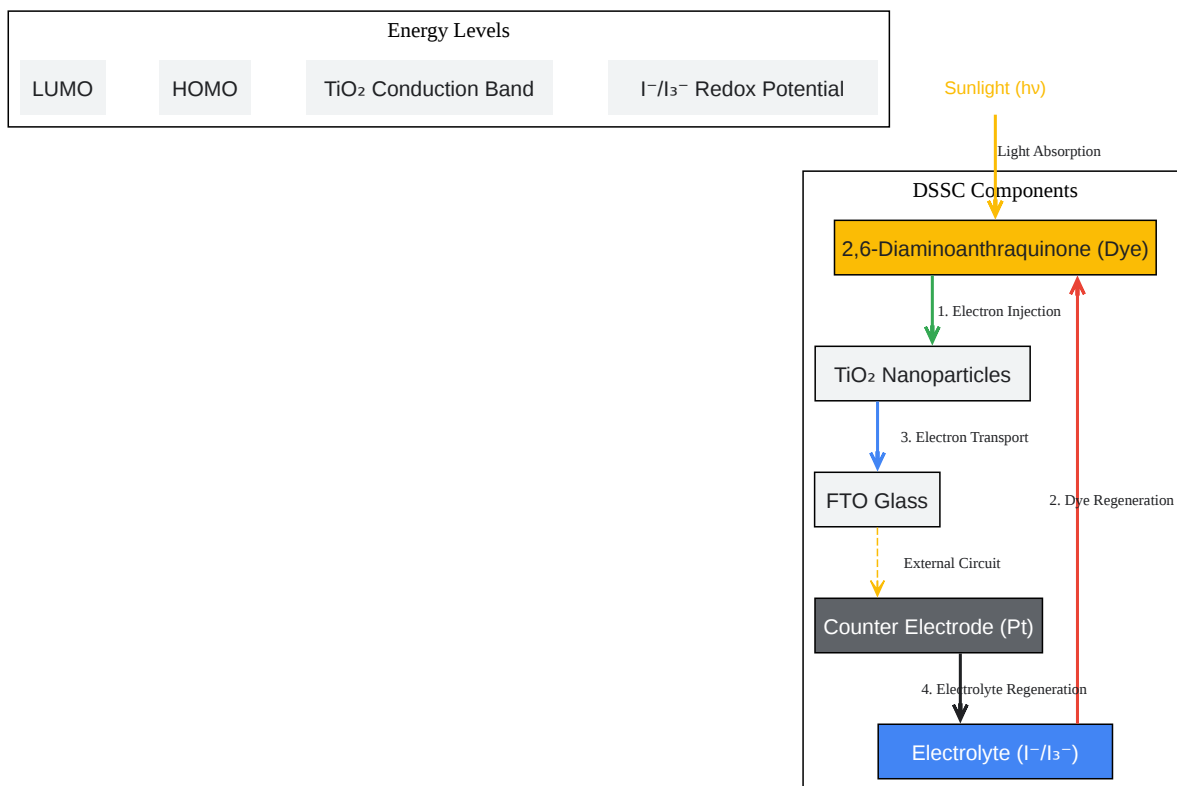 Energy Levels
LUMO
HOMO
TiO₂ Conduction Band
I⁻/I₃⁻ Redox Potential
Sunlight (hν)
Light Absorption
DSSC Components
2,6-Diaminoanthraquinone (Dye)
1. Electron Injection
TiO₂ Nanoparticles
3. Electron Transport
FTO Glass
2. Dye Regeneration
External Circuit
Counter Electrode (Pt)
4. Electrolyte Regeneration
Electrolyte (I⁻/I₃⁻)